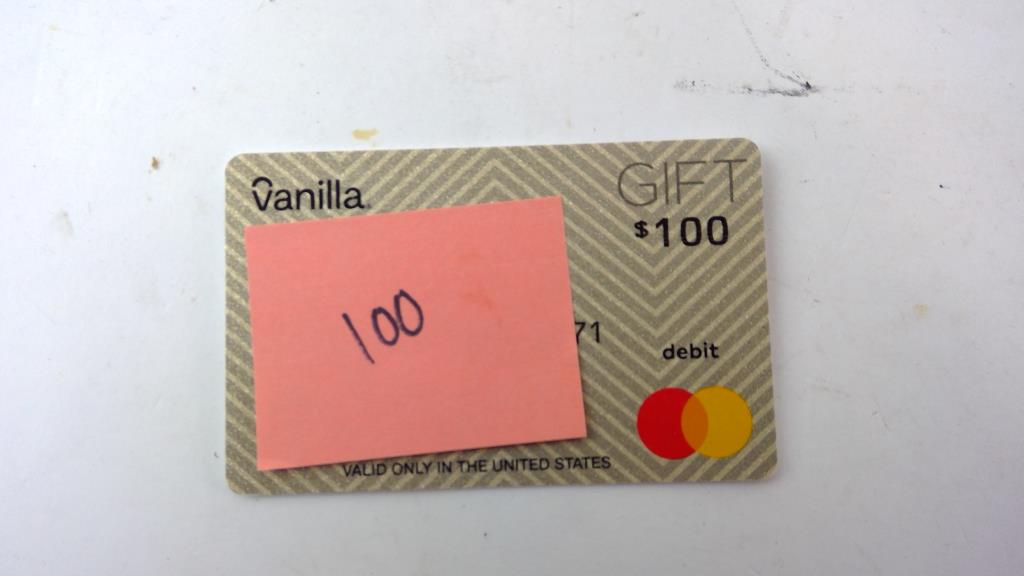 vanilla
GIFT
$100
100
71
debit
VALID ONLY IN THE UNITED STATES